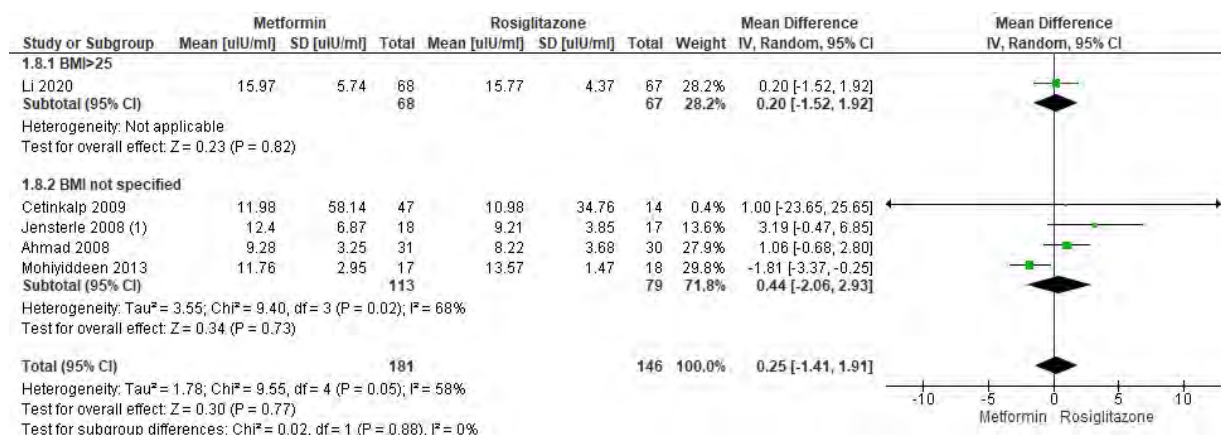 Metformin Rosiglitazone Mean Difference Mean Difference
Study or Subgroup Mean [uIU/ml] SD [uIU/ml] Total Mean [uIU/ml] SD [uIU/ml] Total Weight IV, Random, 95% CI IV, Random, 95% CI
1.8.1 BMI>25
Li 2020 15.97 5.74 68 15.77 4.37 67 28.2% 0.20 [-1.52, 1.92]
Subtotal (95% CI) 68 67 28.2% 0.20 [-1.52, 1.92]
Heterogeneity: Not applicable
Test for overall effect: Z = 0.23 (P = 0.82)
1.8.2 BMI not specified
Cetinkalp 2009 11.98 58.14 47 10.98 34.76 14 0.4% 1.00 [-23.65, 25.65]
Jensterle 2008 (1) 12.4 6.87 18 9.21 3.85 17 13.6% 3.19 [-0.47, 6.85]
Ahmad 2008 9.28 3.25 31 8.22 3.68 30 27.9% 1.06 [-0.68, 2.80]
Mohiyiddeen 2013 11.76 2.95 17 13.57 1.47 18 29.8% -1.81 [-3.37, -0.25]
Subtotal (95% CI) 113 79 71.8% 0.44 [-2.06, 2.93]
Heterogeneity: Tau² = 3.55; Chi² = 9.40, df = 3 (P = 0.02); I² = 68%
Test for overall effect: Z = 0.34 (P = 0.73)
Total (95% CI) 181 146 100.0% 0.25 [-1.41, 1.91]
Heterogeneity: Tau² = 1.78; Chi² = 9.55, df = 4 (P = 0.05); I² = 58%
Test for overall effect: Z = 0.30 (P = 0.77)
Test for subgroup differences: Chi² = 0.02, df = 1 (P = 0.88), I² = 0%
-10 -5 0 5 10
Metformin Rosiglitazone